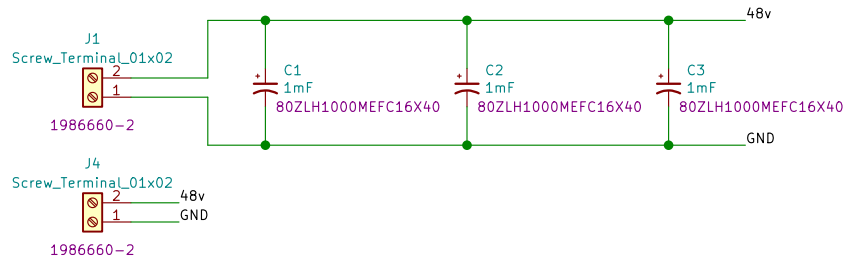 48v
J1
Screw_Terminal_01x02
2
1
1986660-2
+
C1
1mF
80ZLH1000MEFC16X40
+
C2
1mF
80ZLH1000MEFC16X40
+
C3
1mF
80ZLH1000MEFC16X40
GND
J4
Screw_Terminal_01x02
2 48v
1 GND
1986660-2